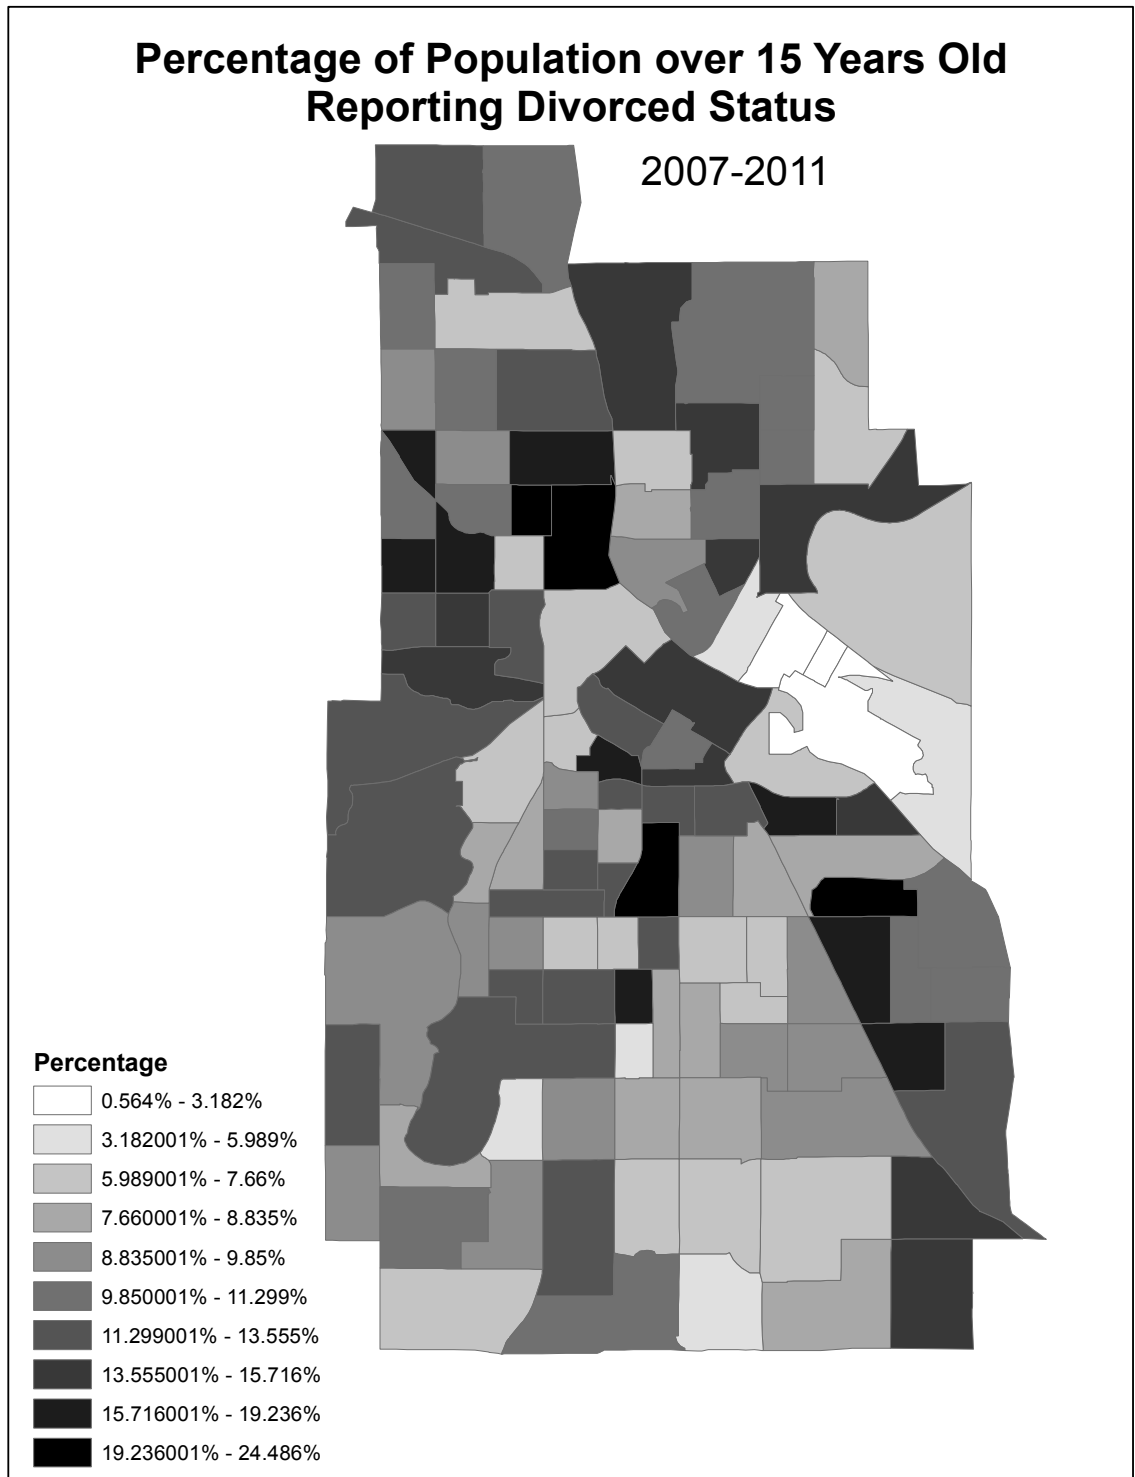 Percentage of Population over 15 Years Old
Reporting Divorced Status
2007-2011
Percentage
0.564% - 3.182%
3.182001% - 5.989%
5.989001% - 7.66%
7.660001% - 8.835%
8.835001% - 9.85%
9.850001% - 11.299%
11.299001% - 13.555%
13.555001% - 15.716%
15.716001% - 19.236%
19.236001% - 24.486%